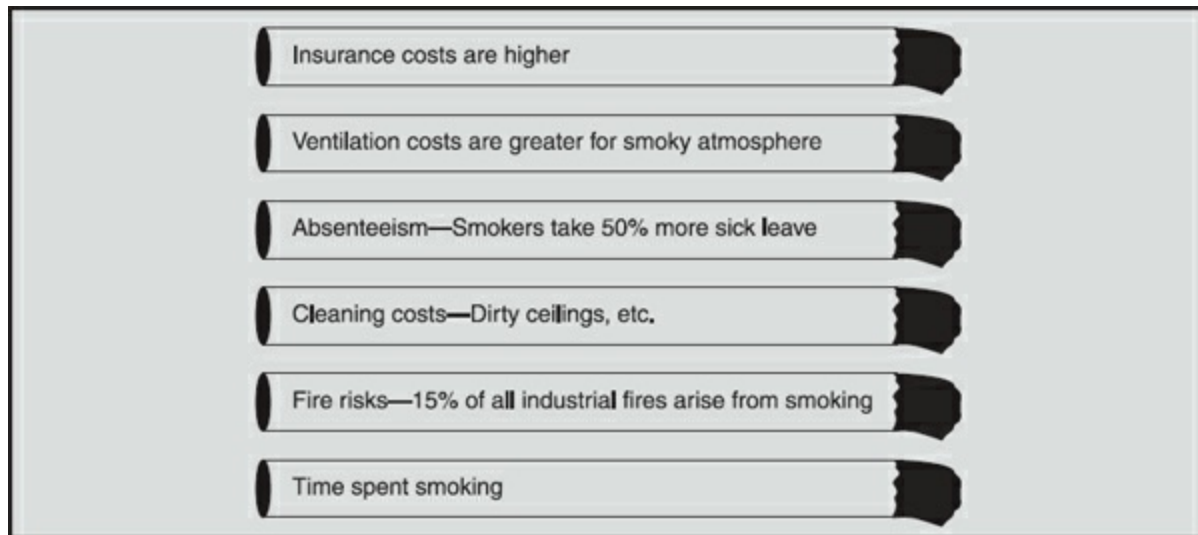 Insurance costs are higher
Ventilation costs are greater for smoky atmosphere
Absenteeism—Smokers take 50% more sick leave
Cleaning costs—Dirty ceilings, etc.
Fire risks—15% of all industrial fires arise from smoking
Time spent smoking